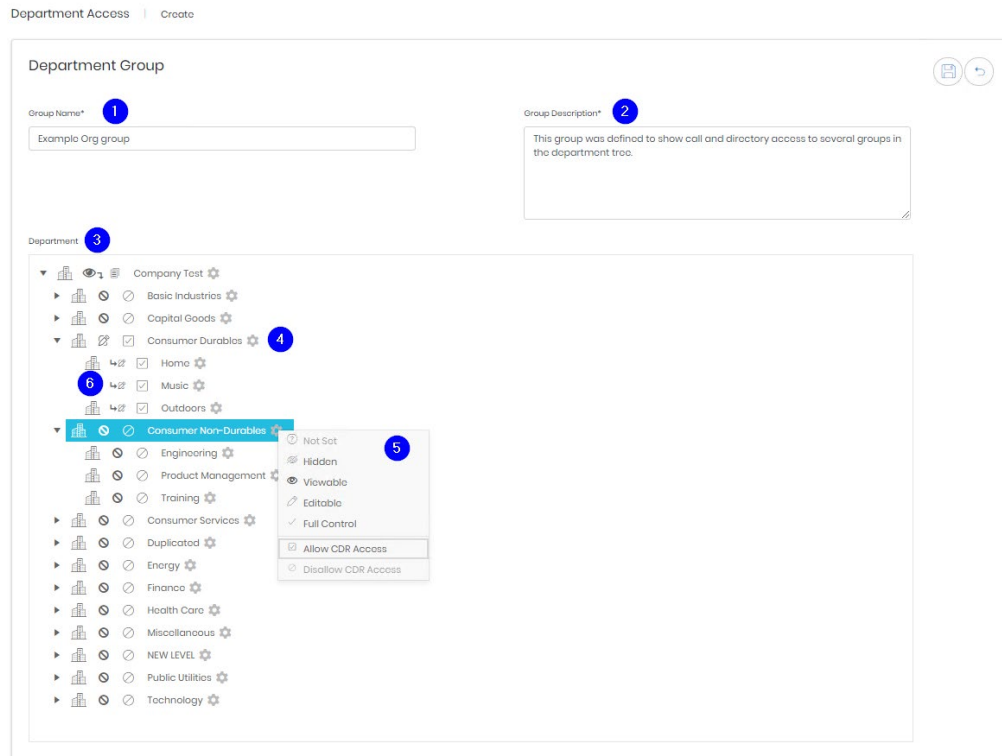 Department Access | Create
Department Group
Group Name* 1
Group Description* 2
Example Org group
This group was defined to show call and directory access to several groups in
the department tree.
Department 3
Company Test
Basic Industries
Capital Goods
Consumer Durables 4
Home
6 Music
Outdoors
Consumer Non-Durables
Not Set 5
Engineering
Hidden
Product Management
Viewable
Training
Editable
Consumer Services
Full Control
Duplicated
Allow CDR Access
Energy
Disallow CDR Access
Finance
Health Care
Miscellaneous
NEW LEVEL
Public Utilities
Technology